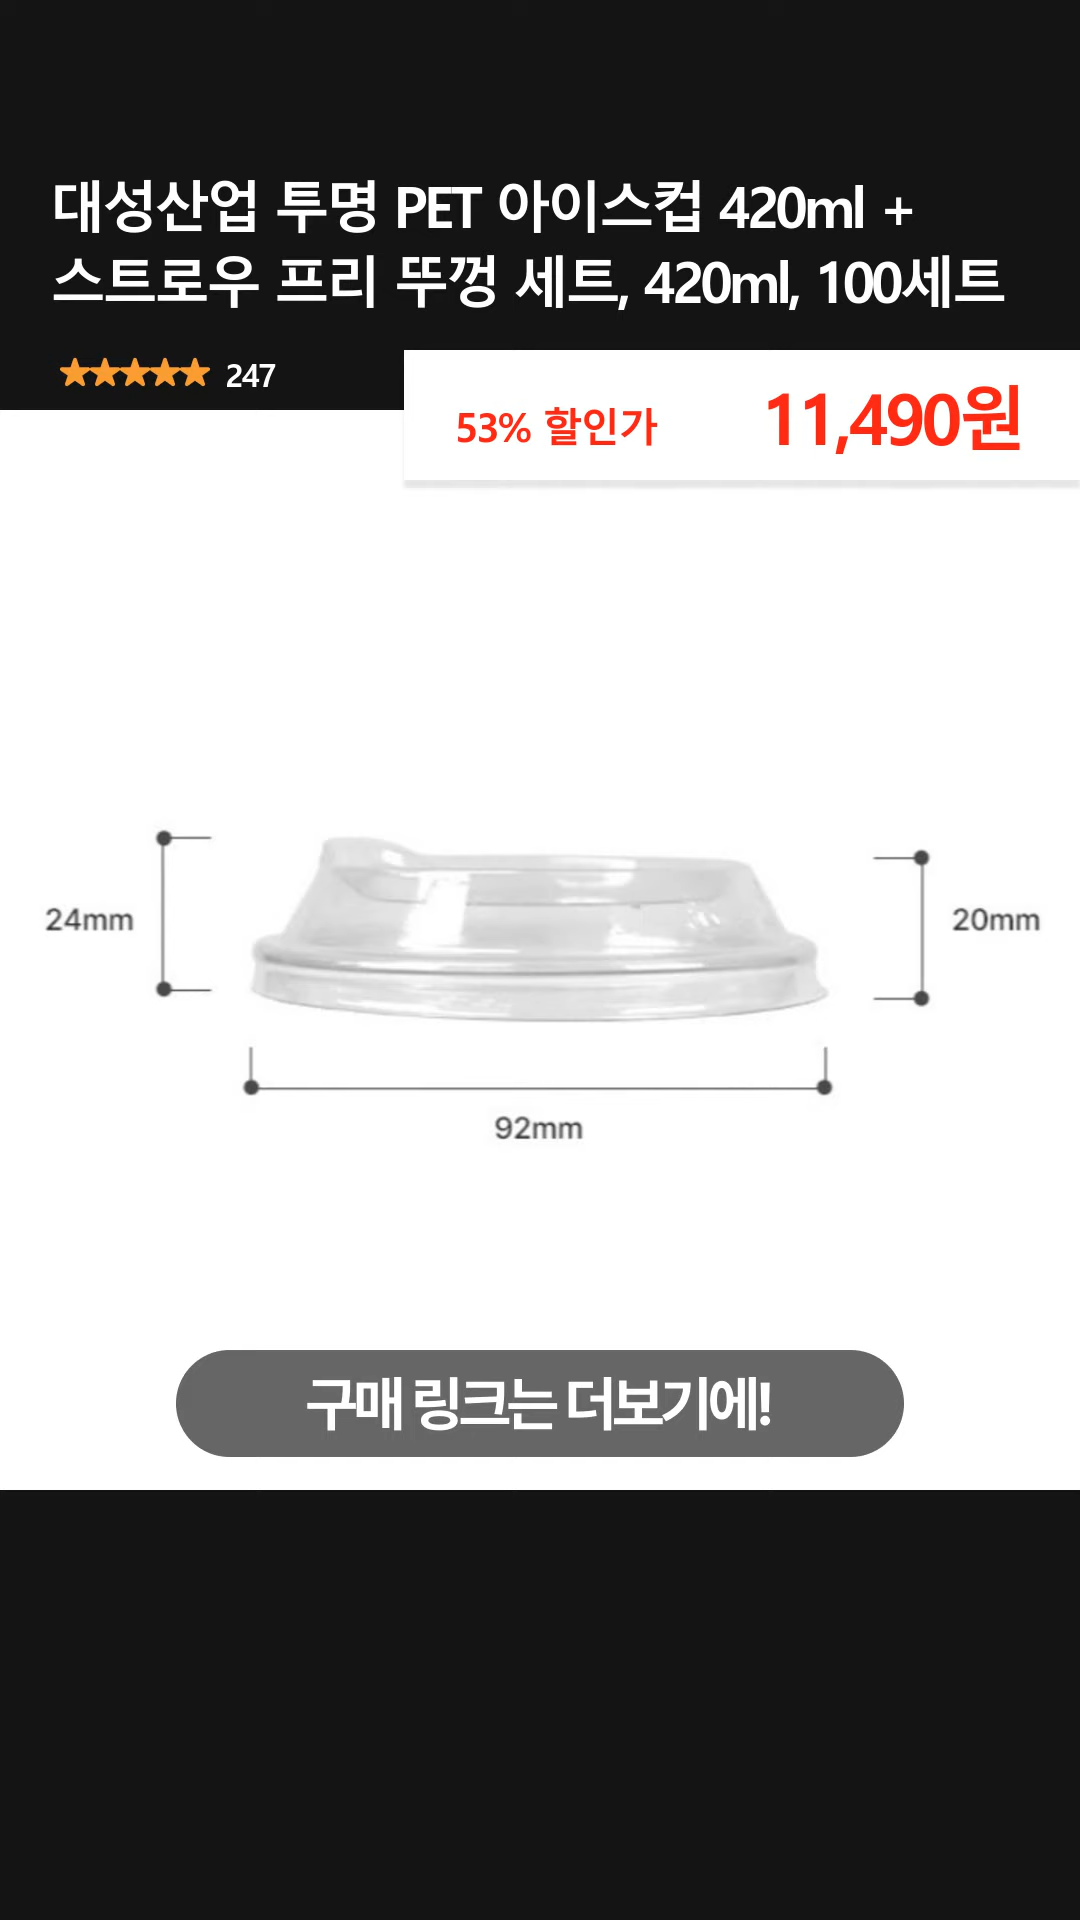 대성산업 투명 PET 아이스컵 420ml +
스트로우 프리 뚜껑 세트, 420ml, 100세트
247
53% 할인가 11,490원
24mm
20mm
92mm
구매 링크는 더보기에!